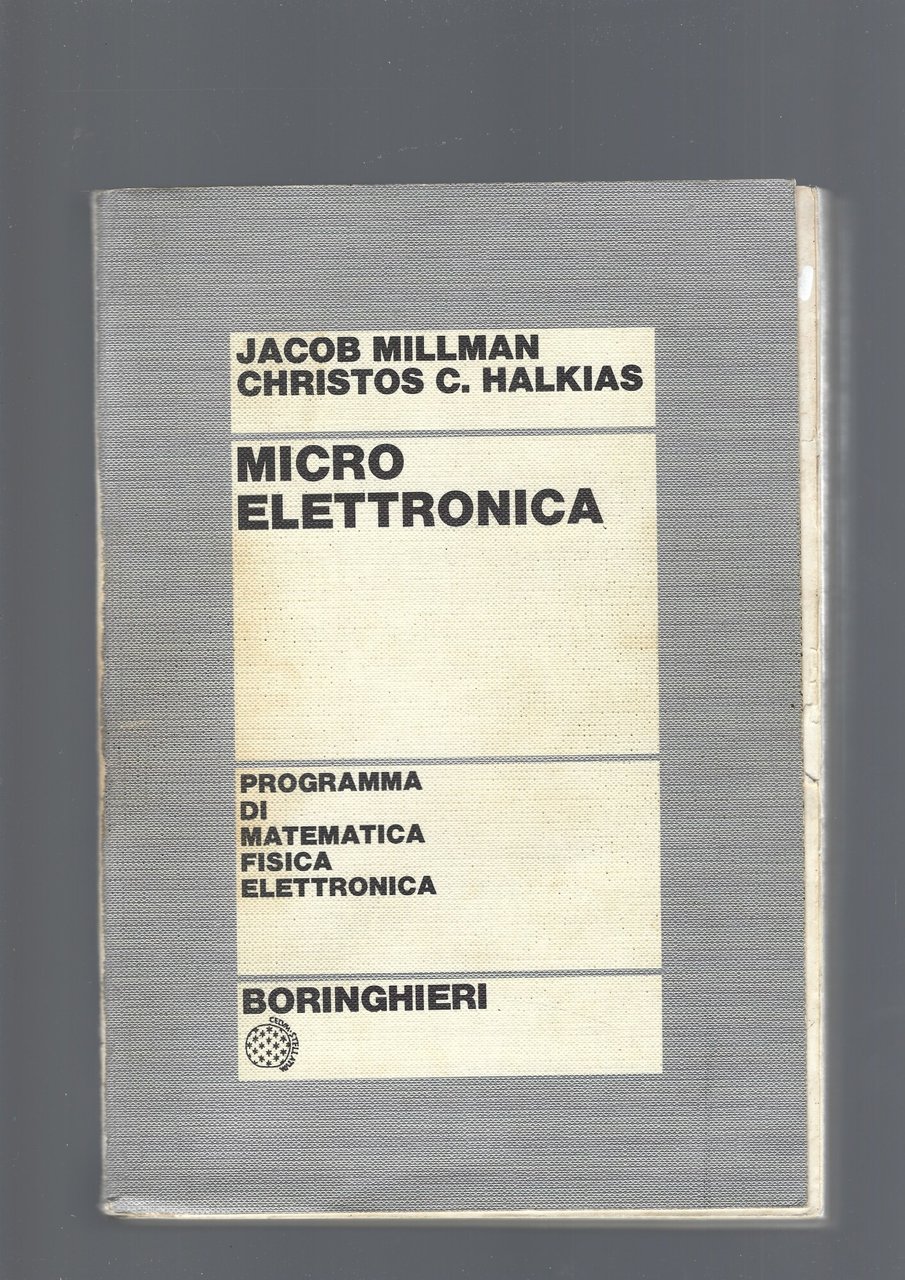 JACOB MILLMAN
CHRISTOS C. HALKIAS
MICRO
ELETTRONICA
PROGRAMMA
DI
MATEMATICA
FISICA
ELETTRONICA
BORINGHIERI